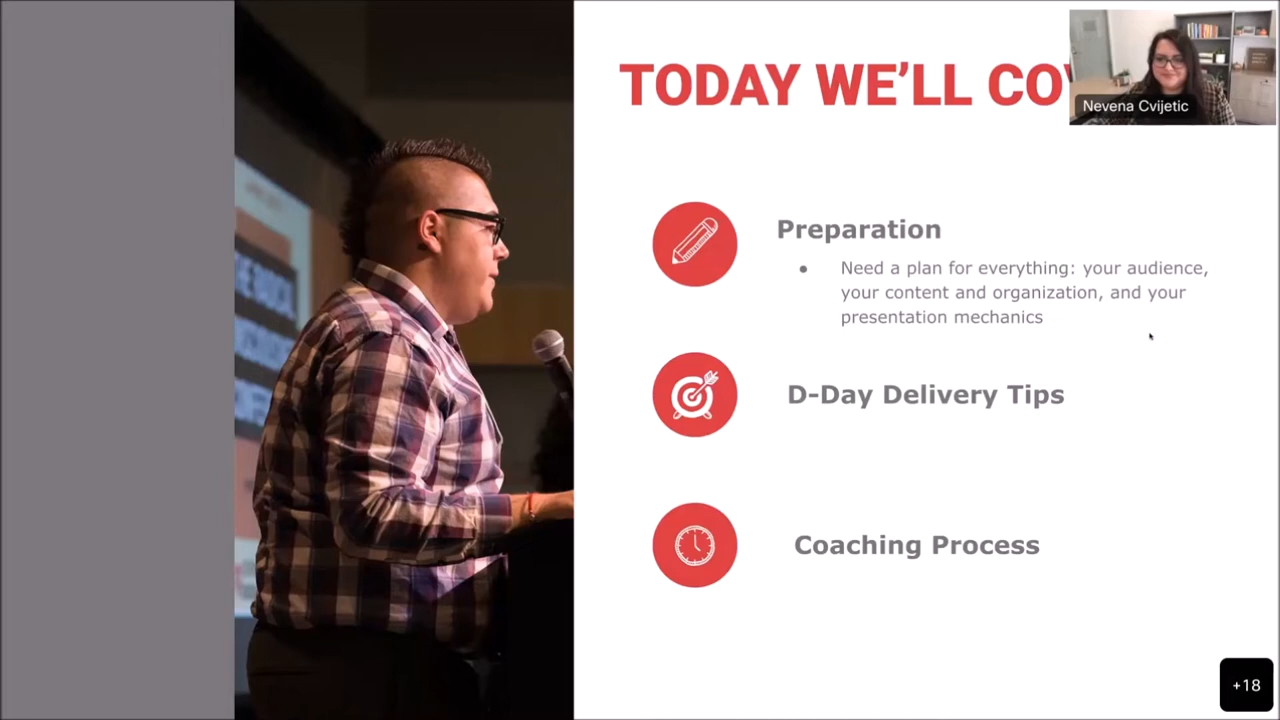 TODAY WE’LL CO
Nevena Cvijetic
Preparation
● Need a plan for everything: your audience,
your content and organization, and your
presentation mechanics
D-Day Delivery Tips
Coaching Process
+18